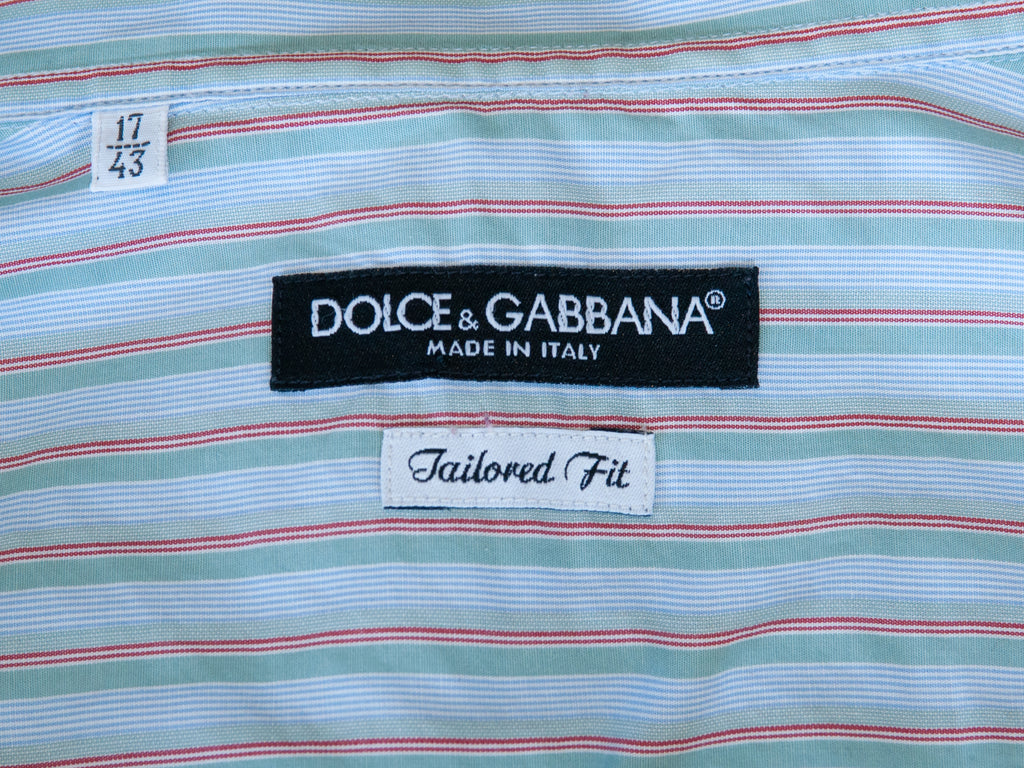 17
43
DOLCE & GABBANA®
MADE IN ITALY
Tailored Fit